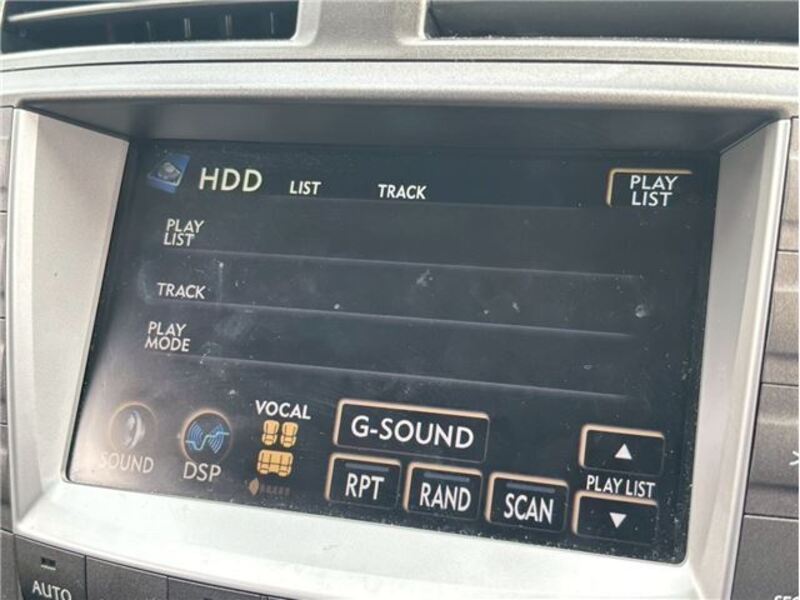 HDD LIST TRACK
PLAY
LIST
PLAY
LIST
TRACK
PLAY
MODE
SOUND
DSP
VOCAL
G-SOUND
RPT
RAND
SCAN
PLAY LIST
AUTO